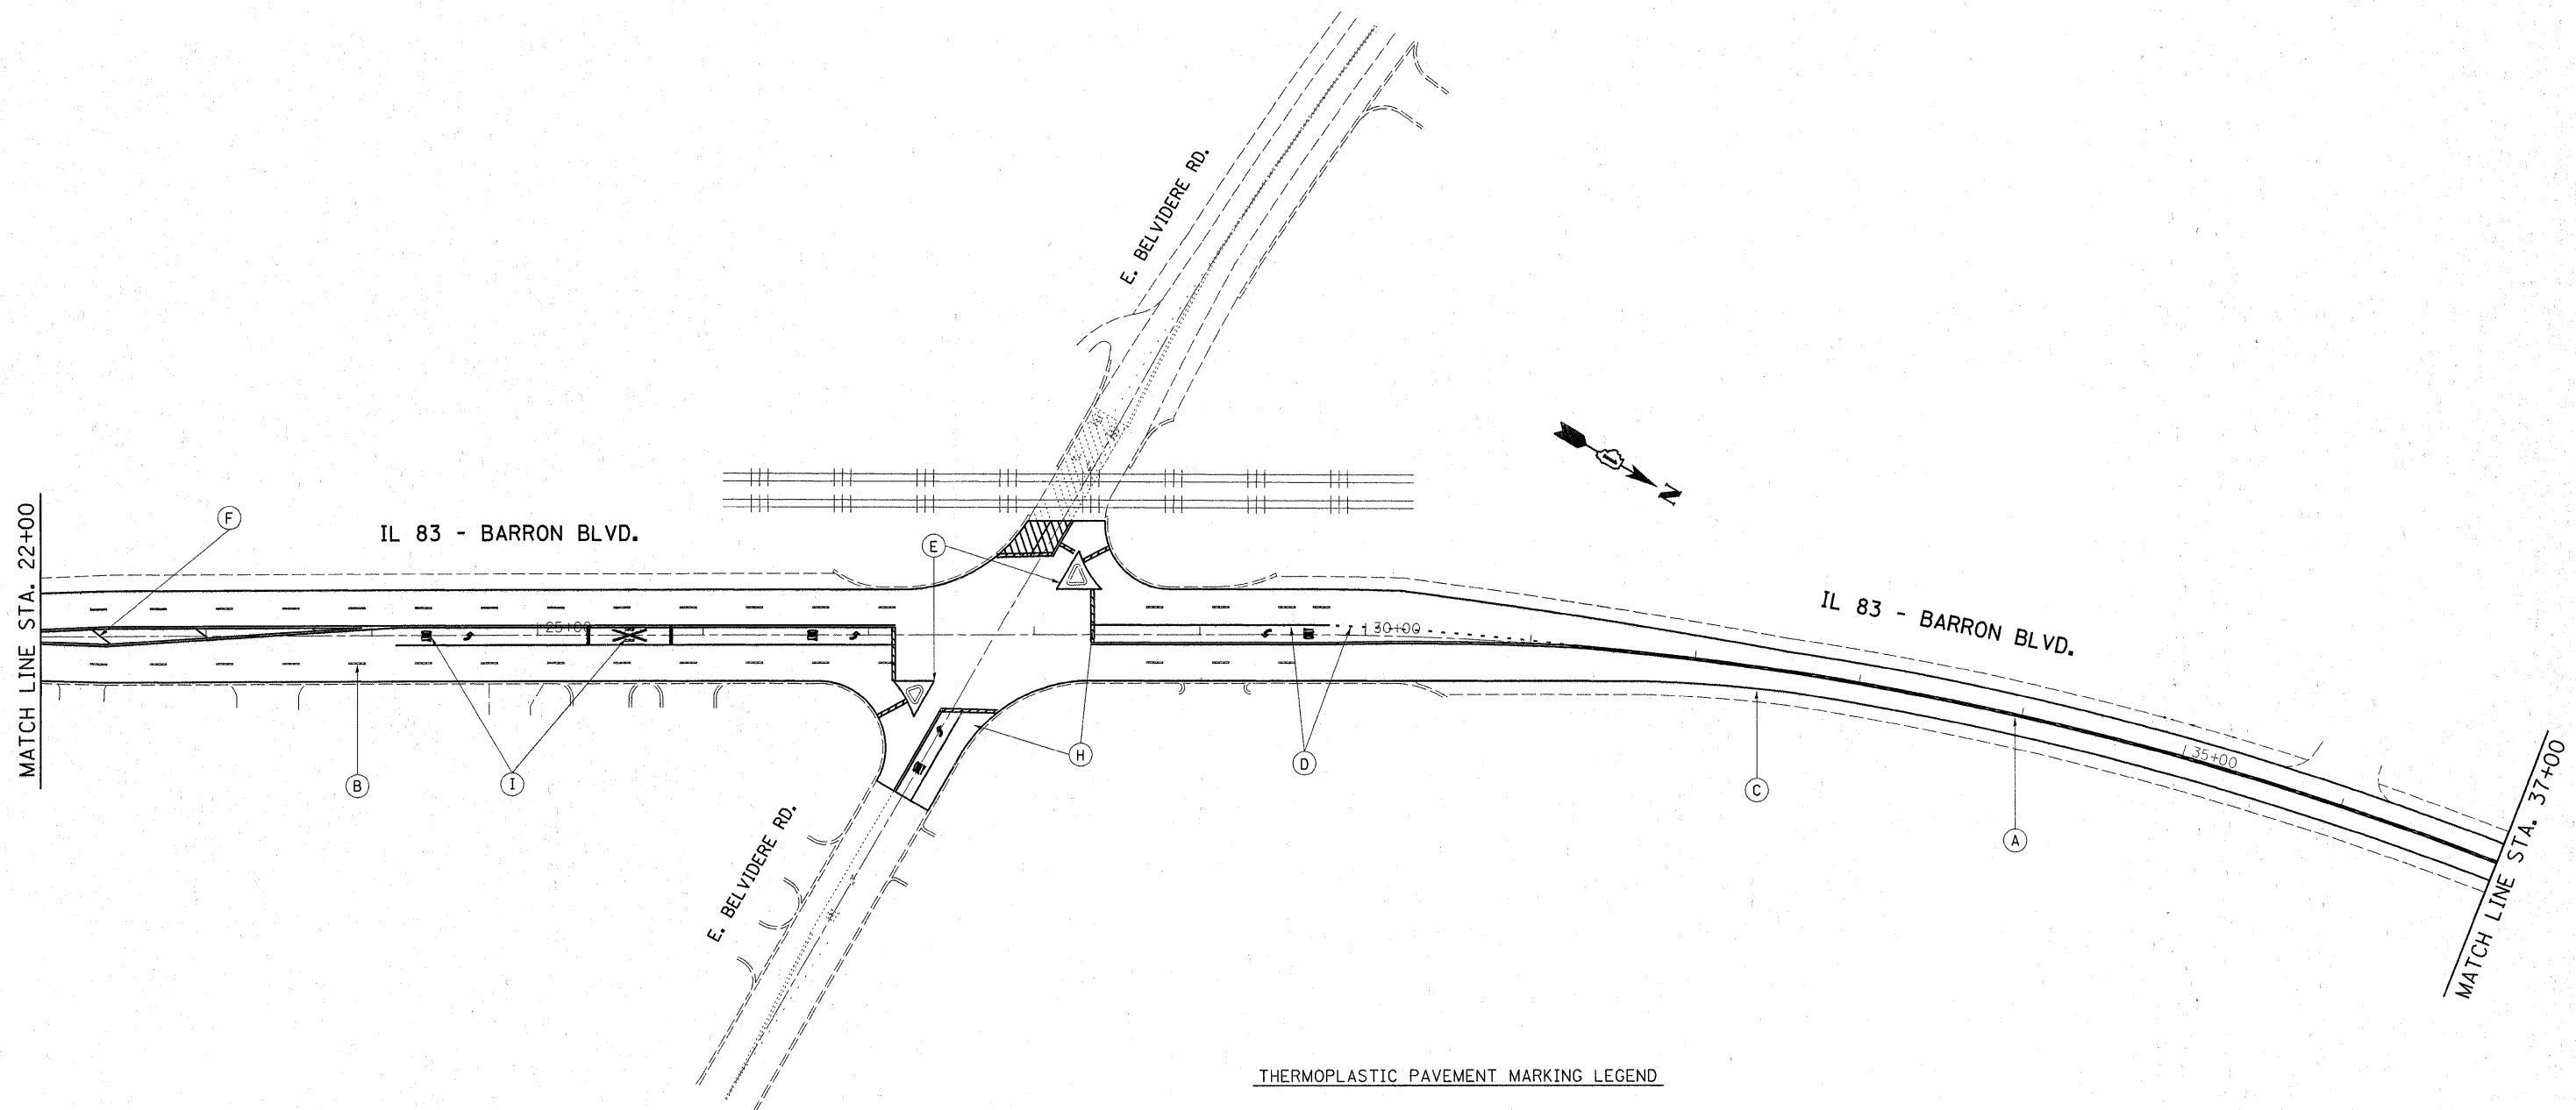 E. BELVIDERE RD.
N
MATCH LINE STA. 22+00
F
IL 83 - BARRON BLVD.
E
25+00
30+00
IL 83 - BARRON BLVD.
B
I
H
D
C
A
35+00
MATCH LINE STA. 37+00
E. BELVIDERE RD.
THERMOPLASTIC PAVEMENT MARKING LEGEND